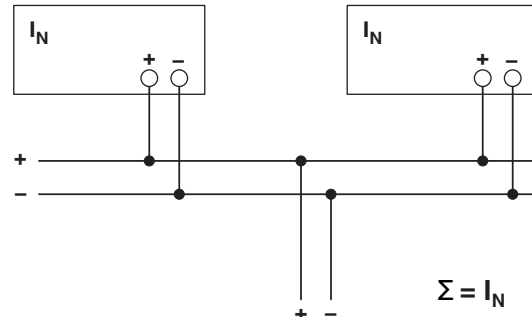 I_N I_N
+ – + –
+
–
Σ = I_N
+ –